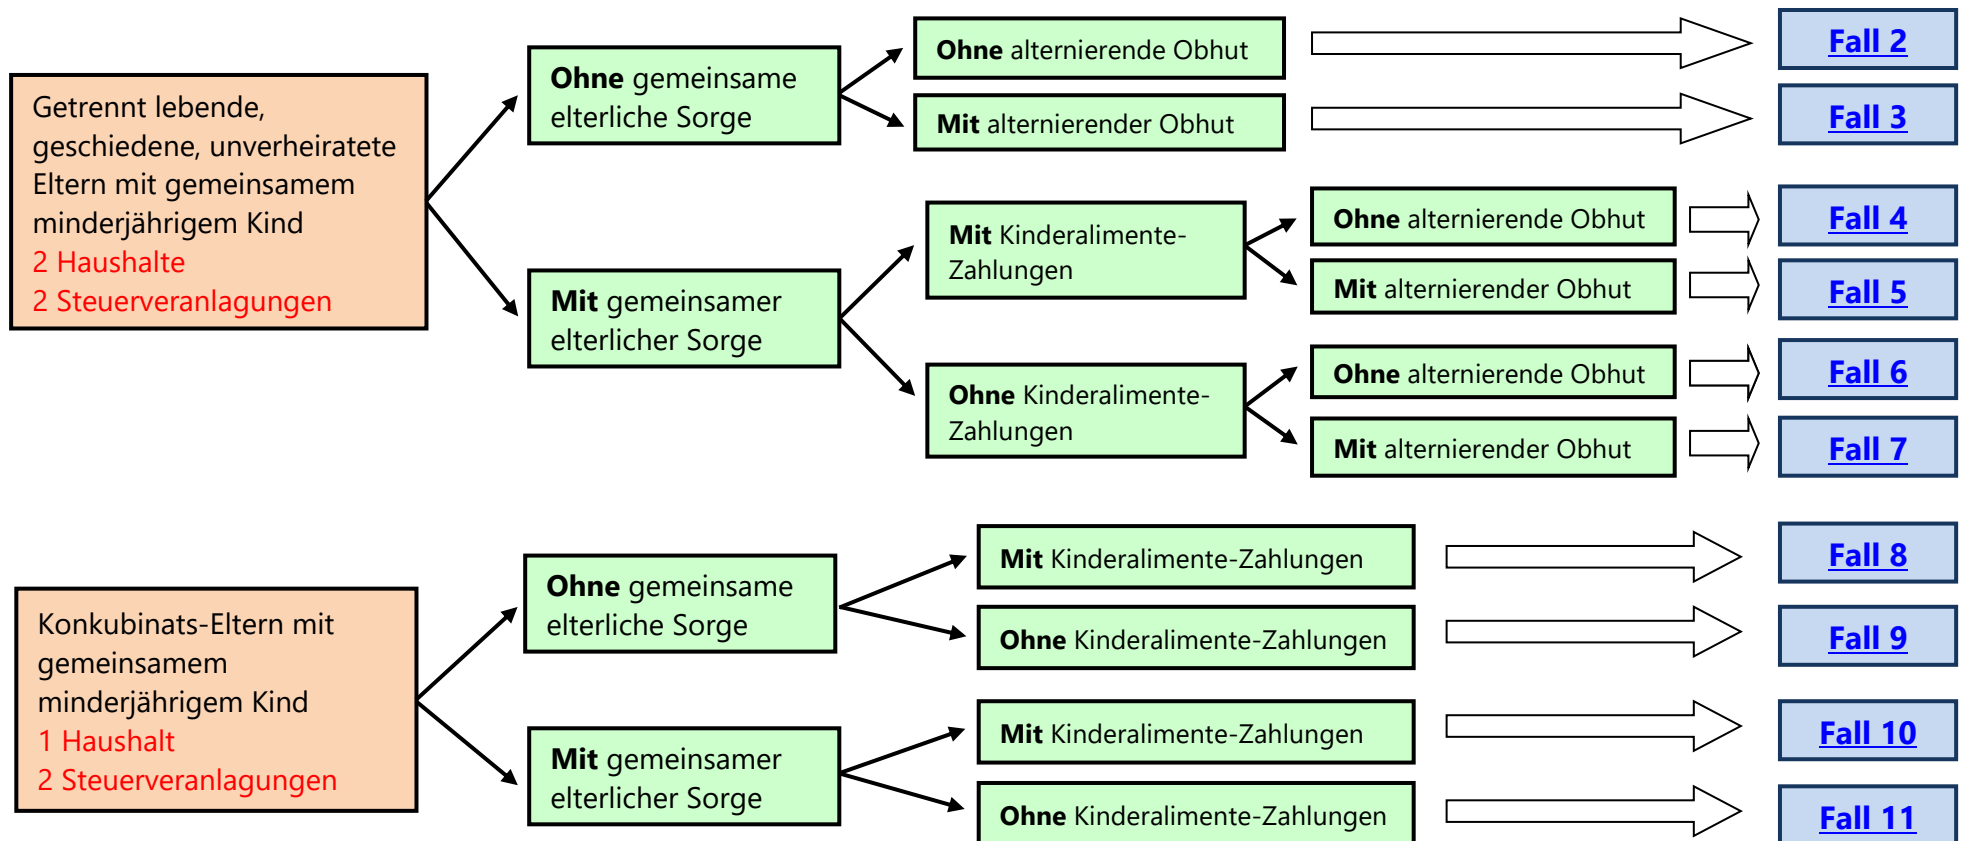 Getrennt lebende,
geschiedene, unverheiratete
Eltern mit gemeinsamem
minderjährigem Kind
2 Haushalte
2 Steuerveranlagungen
Ohne gemeinsame
elterliche Sorge
Ohne alternierende Obhut
Fall 2
Mit alternierender Obhut
Fall 3
Mit gemeinsamer
elterlicher Sorge
Mit Kinderalimente-
Zahlungen
Ohne alternierende Obhut
Fall 4
Mit alternierender Obhut
Fall 5
Ohne Kinderalimente-
Zahlungen
Ohne alternierende Obhut
Fall 6
Mit alternierender Obhut
Fall 7
Konkubinats-Eltern mit
gemeinsamem
minderjährigem Kind
1 Haushalt
2 Steuerveranlagungen
Ohne gemeinsame
elterliche Sorge
Mit Kinderalimente-Zahlungen
Fall 8
Ohne Kinderalimente-Zahlungen
Fall 9
Mit gemeinsamer
elterlicher Sorge
Mit Kinderalimente-Zahlungen
Fall 10
Ohne Kinderalimente-Zahlungen
Fall 11